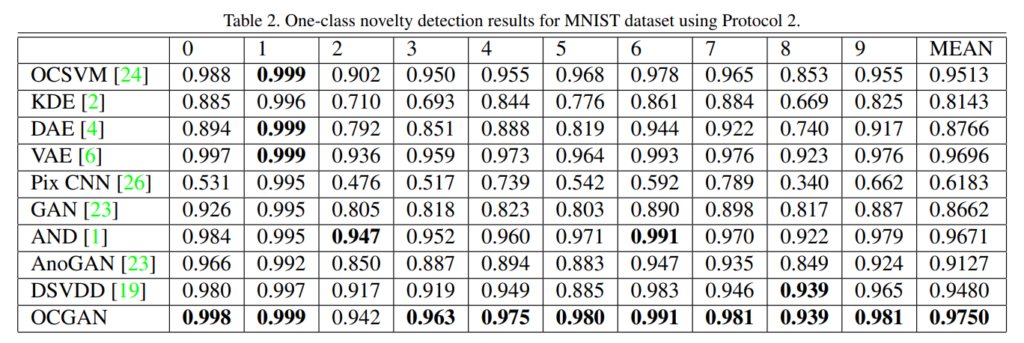 Table 2. One-class novelty detection results for MNIST dataset using Protocol 2.
0 1 2 3 4 5 6 7 8 9 MEAN
OCSVM [24] 0.988 0.999 0.902 0.950 0.955 0.968 0.978 0.965 0.853 0.955 0.9513
KDE [2] 0.885 0.996 0.710 0.693 0.844 0.776 0.861 0.884 0.669 0.825 0.8143
DAE [4] 0.894 0.999 0.792 0.851 0.888 0.819 0.944 0.922 0.740 0.917 0.8766
VAE [6] 0.997 0.999 0.936 0.959 0.973 0.964 0.993 0.976 0.923 0.976 0.9696
Pix CNN [26] 0.531 0.995 0.476 0.517 0.739 0.542 0.592 0.789 0.340 0.662 0.6183
GAN [23] 0.926 0.995 0.805 0.818 0.823 0.803 0.890 0.898 0.817 0.887 0.8662
AND [1] 0.984 0.995 0.947 0.952 0.960 0.971 0.991 0.970 0.922 0.979 0.9671
AnoGAN [23] 0.966 0.992 0.850 0.887 0.894 0.883 0.947 0.935 0.849 0.924 0.9127
DSVDD [19] 0.980 0.997 0.917 0.919 0.949 0.885 0.983 0.946 0.939 0.965 0.9480
OCGAN 0.998 0.999 0.942 0.963 0.975 0.980 0.991 0.981 0.939 0.981 0.9750